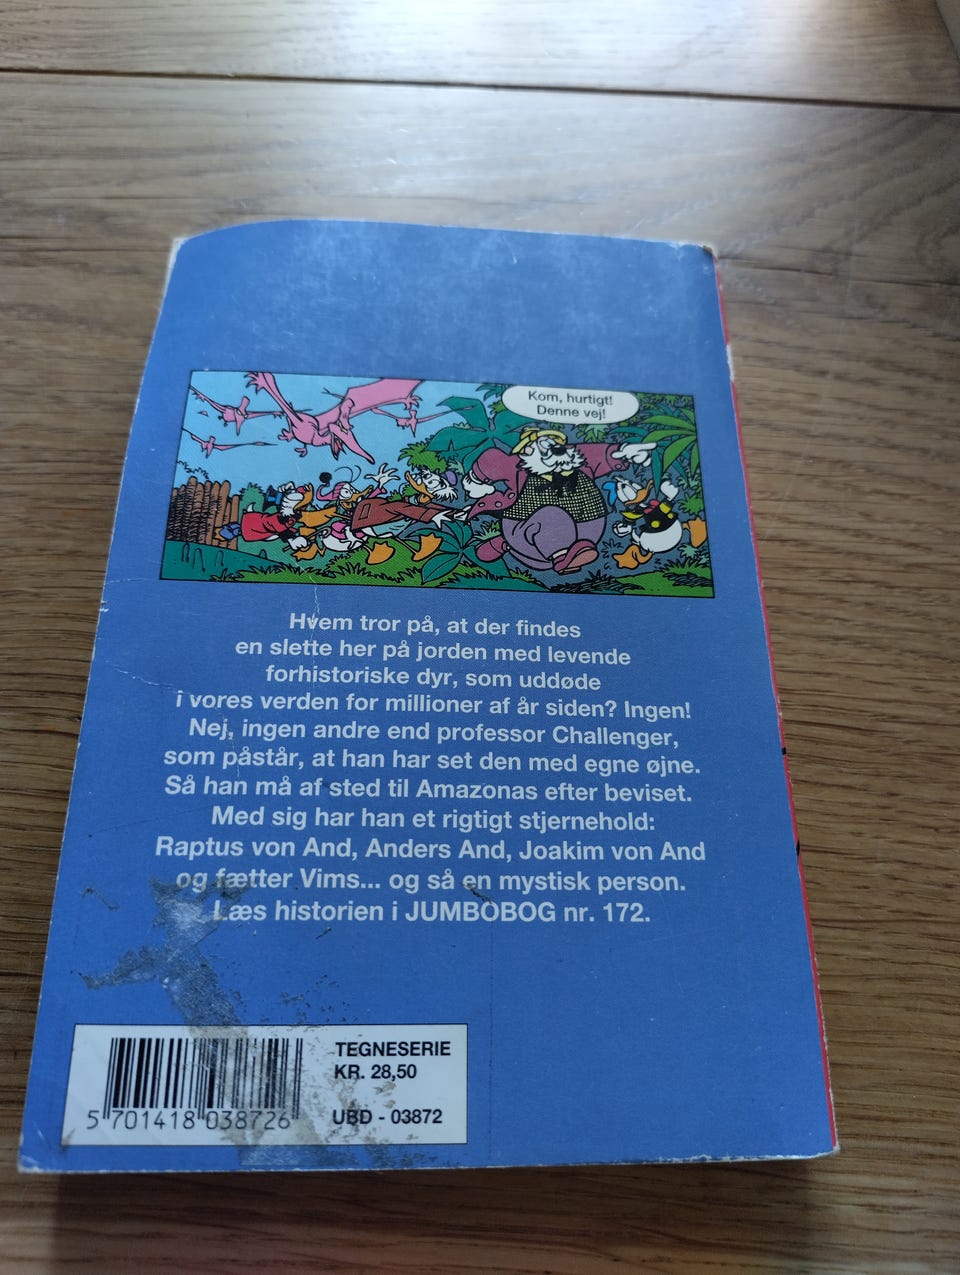 Kom, hurtigt!
Denne vej!
Hvem tror på, at der findes
en slette her på jorden med levende
forhistoriske dyr, som uddøde
i vores verden for millioner af år siden? Ingen!
Nej, ingen andre end professor Challenger,
som påstår, at han har set den med egne øjne.
Så han må af sted til Amazonas efter beviset.
Med sig har han et rigtigt stjernehold:
Raptus von And, Anders And, Joakim von And
og fætter Vims... og så en mystisk person.
Læs historien i JUMBOBOG nr. 172.
TEGNESERIE
KR. 28,50
UBD - 03872
5 701418 038726